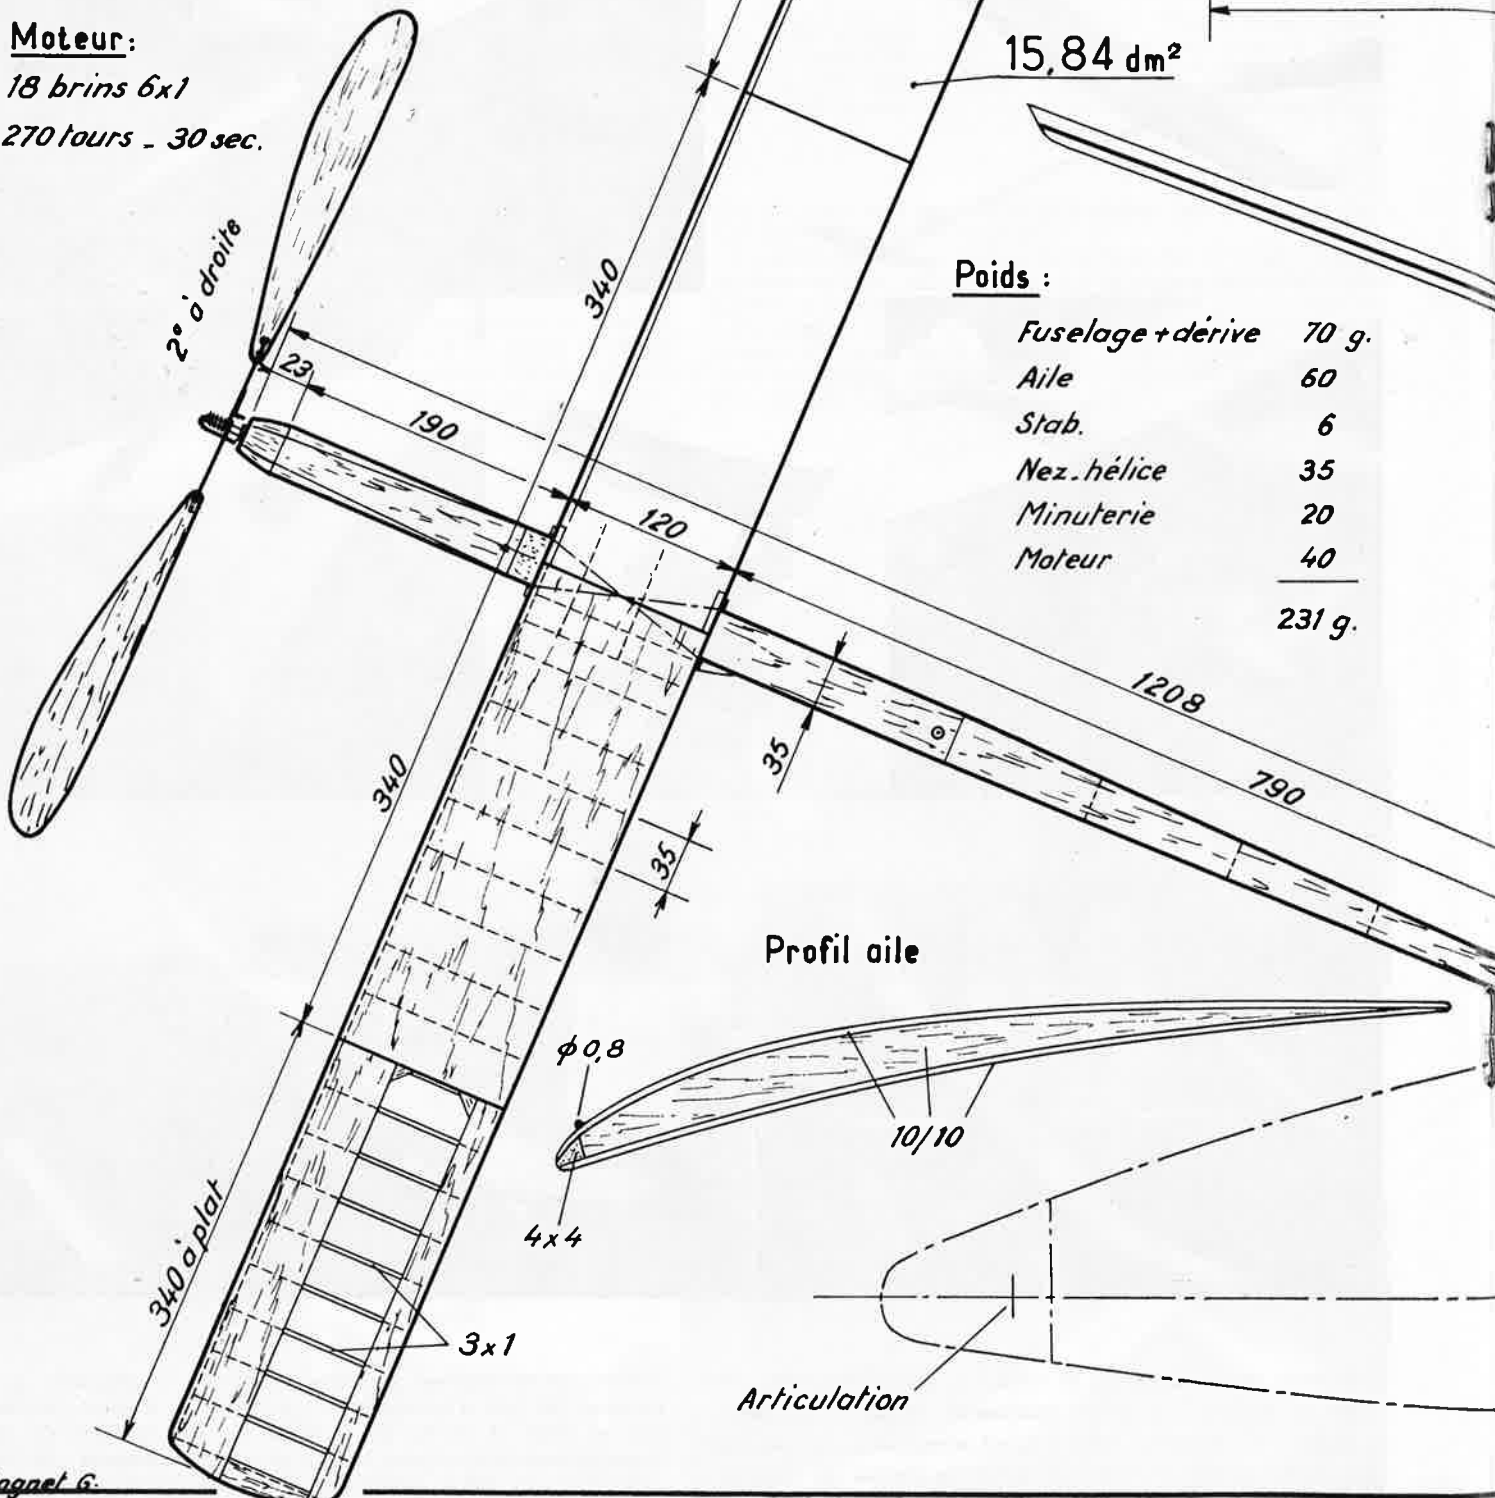 Moteur:
18 brins 6x1
270 tours - 30 sec.
15,84 dm²
2° à droite
23
190
340
120
Poids :
Fuselage + dérive 70 g.
Aile 60
Stab. 6
Nez.hélice 35
Minuterie 20
Moteur 40
231 g.
1208
790
35
35
340
340 à plat
Profil aile
φ 0,8
10/10
4x4
3x1
Articulation
G.